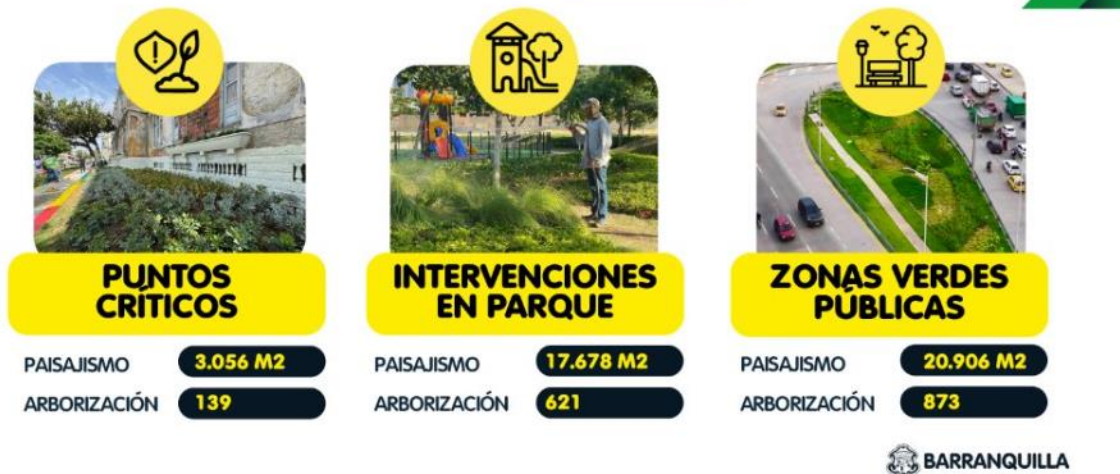 PUNTOS
CRÍTICOS
PAISAJISMO 3.056 M2
ARBORIZACIÓN 139
INTERVENCIONES
EN PARQUE
PAISAJISMO 17.678 M2
ARBORIZACIÓN 621
ZONAS VERDES
PÚBLICAS
PAISAJISMO 20.906 M2
ARBORIZACIÓN 873
BARRANQUILLA